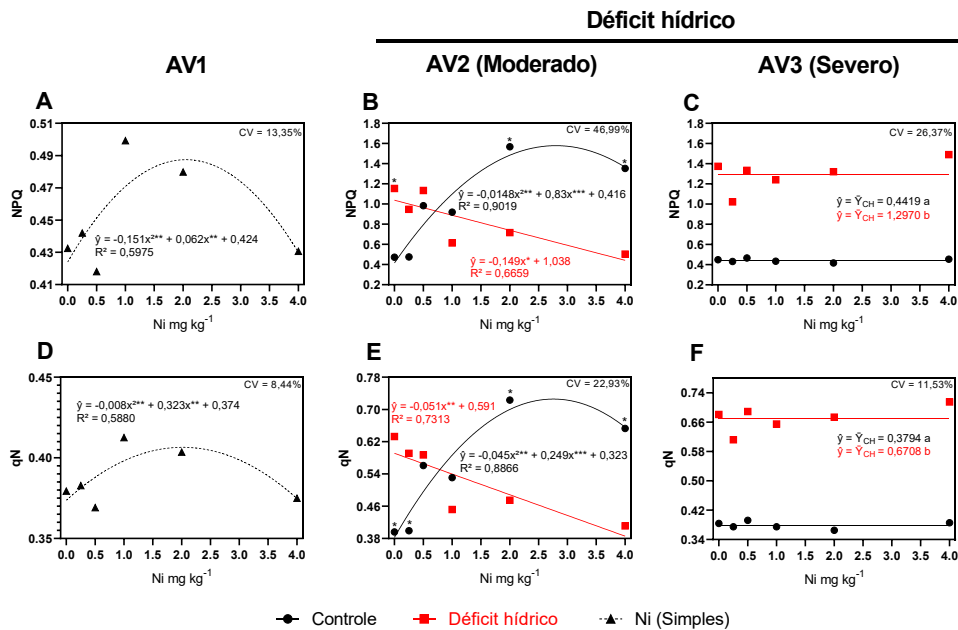 Déficit hídrico
AV1
AV2 (Moderado)
AV3 (Severo)
A
CV = 13,35%
NPQ
0.51
0.49
0.47
0.45
0.43
0.41
ŷ = -0,151x²** + 0,062x** + 0,424
R² = 0,5975
0.0 0.5 1.0 1.5 2.0 2.5 3.0 3.5 4.0
Ni mg kg⁻¹
B
CV = 46,99%
NPQ
1.8
1.6
1.4
1.2
1.0
0.8
0.6
0.4
0.2
*
*
*
ŷ = -0,0148x²** + 0,83x*** + 0,416
R² = 0,9019
ŷ = -0,149x* + 1,038
R² = 0,6659
0.0 0.5 1.0 1.5 2.0 2.5 3.0 3.5 4.0
Ni mg kg⁻¹
C
CV = 26,37%
NPQ
1.8
1.6
1.4
1.2
1.0
0.8
0.6
0.4
0.2
ŷ = ȲCH = 0,4419 a
ŷ = ȲCH = 1,2970 b
0.0 0.5 1.0 1.5 2.0 2.5 3.0 3.5 4.0
Ni mg kg⁻¹
D
CV = 8,44%
qN
0.45
0.40
0.35
ŷ = -0,008x²** + 0,323x** + 0,374
R² = 0,5880
0.0 0.5 1.0 1.5 2.0 2.5 3.0 3.5 4.0
Ni mg kg⁻¹
E
CV = 22,93%
qN
0.78
0.70
0.62
0.54
0.46
0.38
ŷ = -0,051x** + 0,591
R² = 0,7313
*
*
*
*
ŷ = -0,045x²** + 0,249x*** + 0,323
R² = 0,8866
0.0 0.5 1.0 1.5 2.0 2.5 3.0 3.5 4.0
Ni mg kg⁻¹
F
CV = 11,53%
qN
0.74
0.66
0.58
0.50
0.42
0.34
ŷ = ȲCH = 0,3794 a
ŷ = ȲCH = 0,6708 b
0.0 0.5 1.0 1.5 2.0 2.5 3.0 3.5 4.0
Ni mg kg⁻¹
Controle
Déficit hídrico
Ni (Simples)